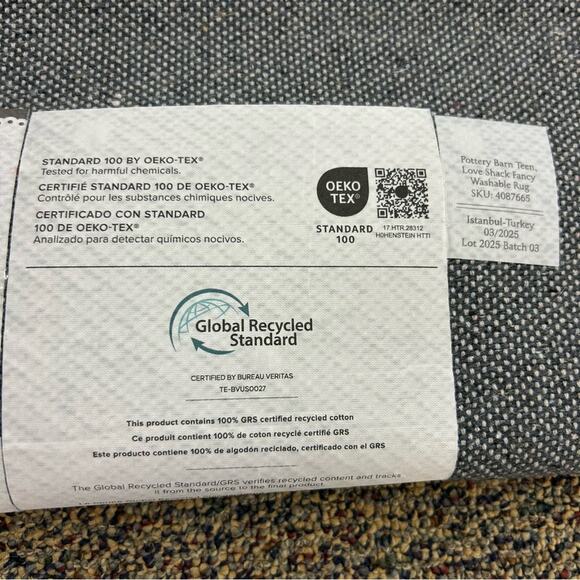 STANDARD 100 BY OEKO-TEX®
Tested for harmful chemicals.
CERTIFIÉ STANDARD 100 DE OEKO-TEX®
Contrôlé pour les substances chimiques nocives.
CERTIFICADO CON STANDARD
100 DE OEKO-TEX®
Analizado para detectar químicos nocivos.
OEKO
TEX®
STANDARD
100
17.HTR.28312
HOHENSTEIN HTTI
Pottery Barn Teen,
Love Shack Fancy
Washable Rug
SKU: 4087665
Istanbul-Turkey
03/2025
Lot 2025 Batch 03
Global Recycled
Standard
CERTIFIED BY BUREAU VERITAS
TE-BVUS0027
This product contains 100% GRS certified recycled cotton
Ce produit contient 100% de coton recyclé certifié GRS
Este producto contiene 100% de algodón reciclado, certificado con el GRS
The Global Recycled Standard/GRS verifies recycled content and tracks
it from the source to the final product.